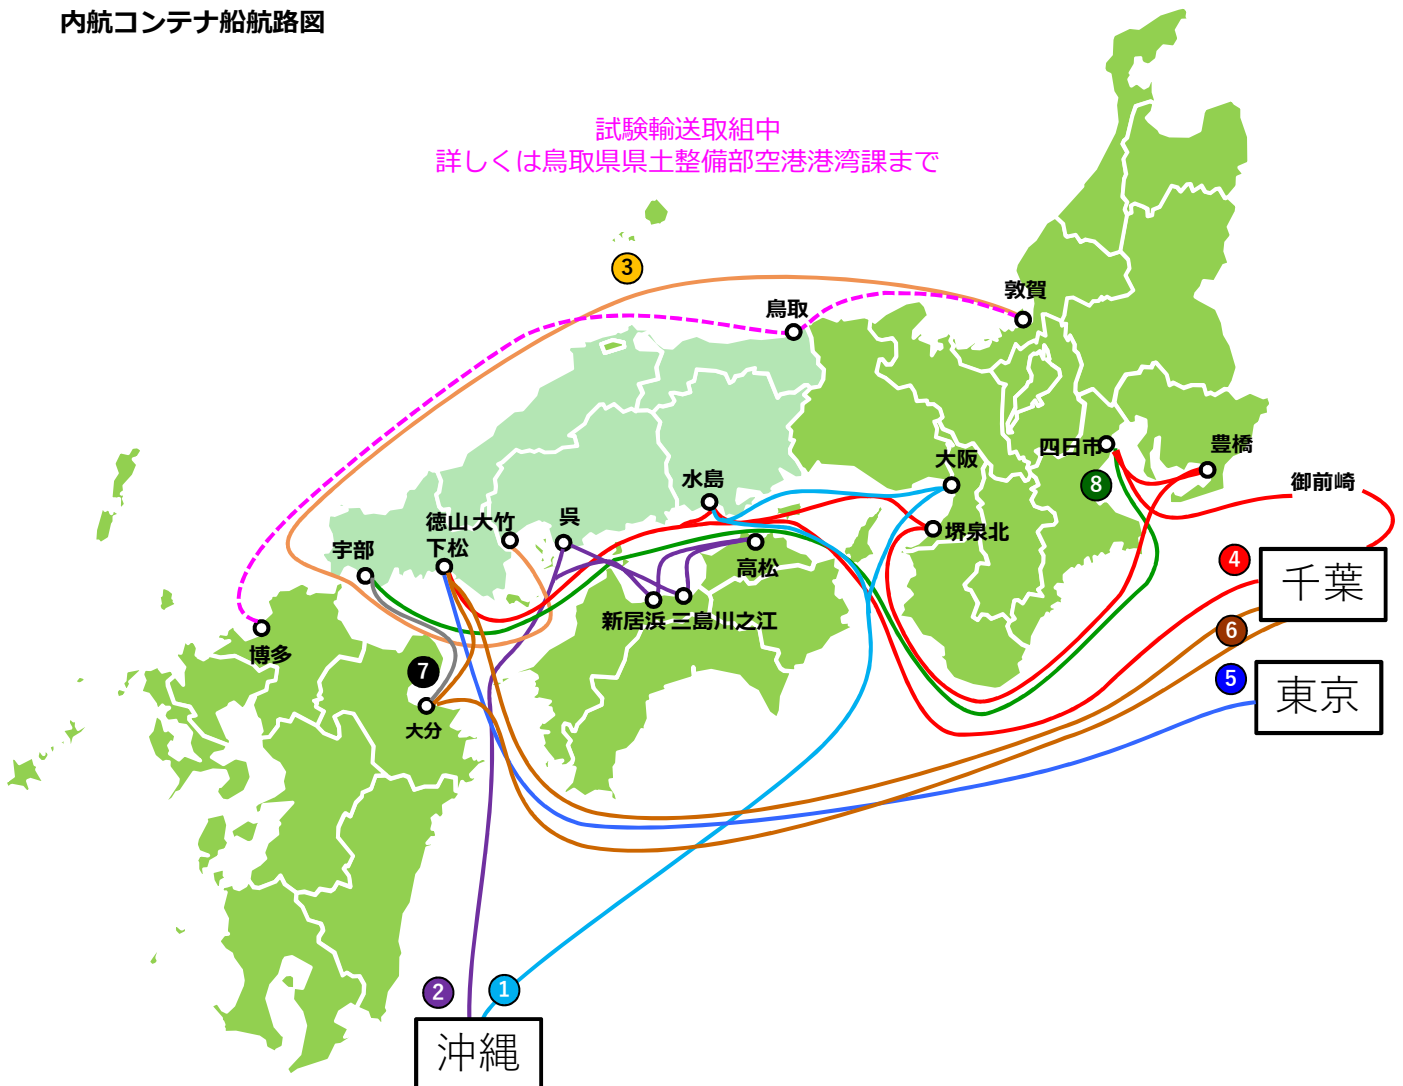 内航コンテナ船航路図
試験輸送取組中
詳しくは鳥取県県土整備部空港港湾課まで
3
敦賀
鳥取
四日市
豊橋
大阪
水島
8
御前崎
徳山
下松
大竹
呉
堺泉北
宇部
高松
4
千葉
新居浜
三島川之江
6
博多
7
5
東京
大分
2
1
沖縄